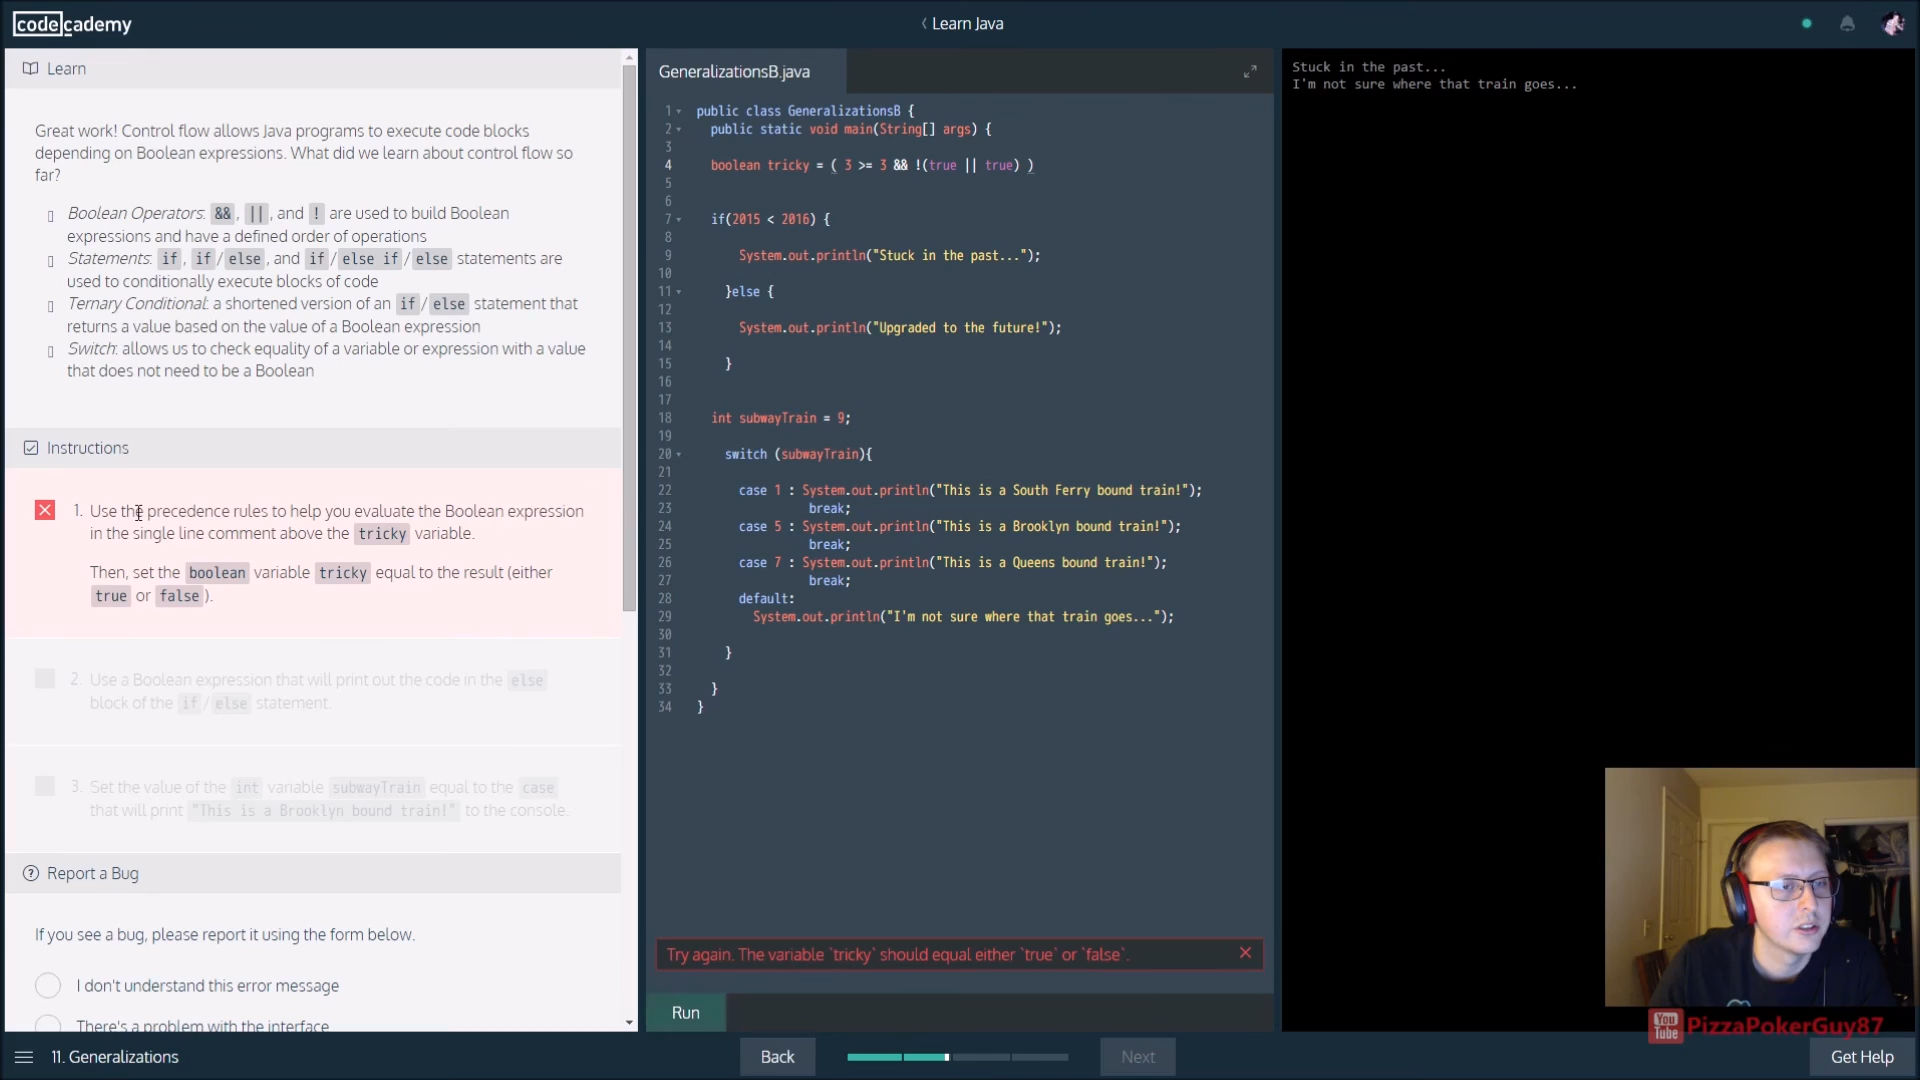 codecademy
Learn Java
Learn
Great work! Control flow allows Java programs to execute code blocks
depending on Boolean expressions. What did we learn about control flow so
far?
Boolean Operators: &&, ||, and ! are used to build Boolean
expressions and have a defined order of operations
Statements: if, if/else, and if/else if/else statements are
used to conditionally execute blocks of code
Ternary Conditional: a shortened version of an if/else statement that
returns a value based on the value of a Boolean expression
Switch: allows us to check equality of a variable or expression with a value
that does not need to be a Boolean
Instructions
1. Use the precedence rules to help you evaluate the Boolean expression
in the single line comment above the tricky variable.
Then, set the boolean variable tricky equal to the result (either
true or false).
2. Use a Boolean expression that will print out the code in the else
block of the if/else statement.
3. Set the value of the int variable subwayTrain equal to the case
that will print "This is a Brooklyn bound train!" to the console.
Report a Bug
If you see a bug, please report it using the form below.
I don't understand this error message
There's a problem with the interface
11. Generalizations
GeneralizationsB.java
1 public class GeneralizationsB {
2 public static void main(String[] args) {
3
4 boolean tricky = ( 3 >= 3 && !(true || true) )
5
6
7 if(2015 < 2016) {
8
9 System.out.println("Stuck in the past...");
10
11 }else {
12
13 System.out.println("Upgraded to the future!");
14
15 }
16
17
18 int subwayTrain = 9;
19
20 switch (subwayTrain){
21
22 case 1 : System.out.println("This is a South Ferry bound train!");
23 break;
24 case 5 : System.out.println("This is a Brooklyn bound train!");
25 break;
26 case 7 : System.out.println("This is a Queens bound train!");
27 break;
28 default:
29 System.out.println("I'm not sure where that train goes...");
30
31 }
32
33 }
34 }
Try again. The variable `tricky` should equal either `true` or `false`.
Run
Back
Next
Stuck in the past...
I'm not sure where that train goes...
You Tube PizzaPokerGuy87
Get Help